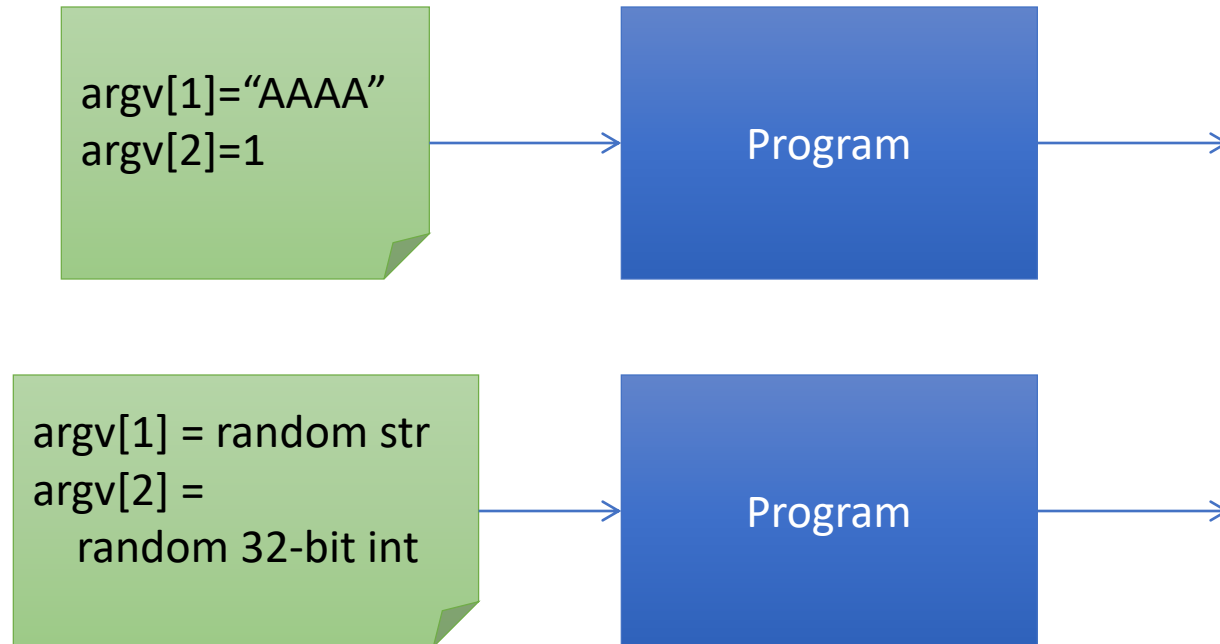 argv[1]=“AAAA”
argv[2]=1
Program
argv[1] = random str
argv[2] =
random 32-bit int
Program